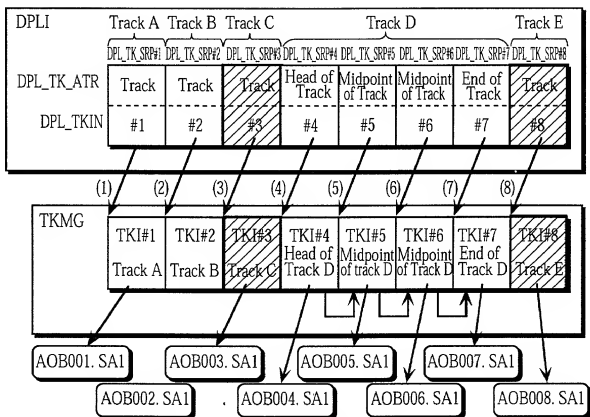 DPLI
Track A Track B Track C Track D Track E
DPL_TK_SRP#1 DPL_TK_SRP#2 DPL_TK_SRP#3 DPL_TK_SRP#4 DPL_TK_SRP#5 DPL_TK_SRP#6 DPL_TK_SRP#7 DPL_TK_SRP#8
DPL_TK_ATR Track Track Track Head of Track Midpoint of Track Midpoint of Track End of Track Track
DPL_TKIN #1 #2 #3 #4 #5 #6 #7 #8
(1) (2) (3) (4) (5) (6) (7) (8)
TKMG
TKI#1 TKI#2 TKI#3 TKI#4 TKI#5 TKI#6 TKI#7 TKI#8
Track A Track B Track C Head of Track D Midpoint of track D Midpoint of Track D End of Track D Track E
AOB001. SA1 AOB003. SA1 AOB005. SA1 AOB007. SA1
AOB002. SA1 AOB004. SA1 AOB006. SA1 AOB008. SA1